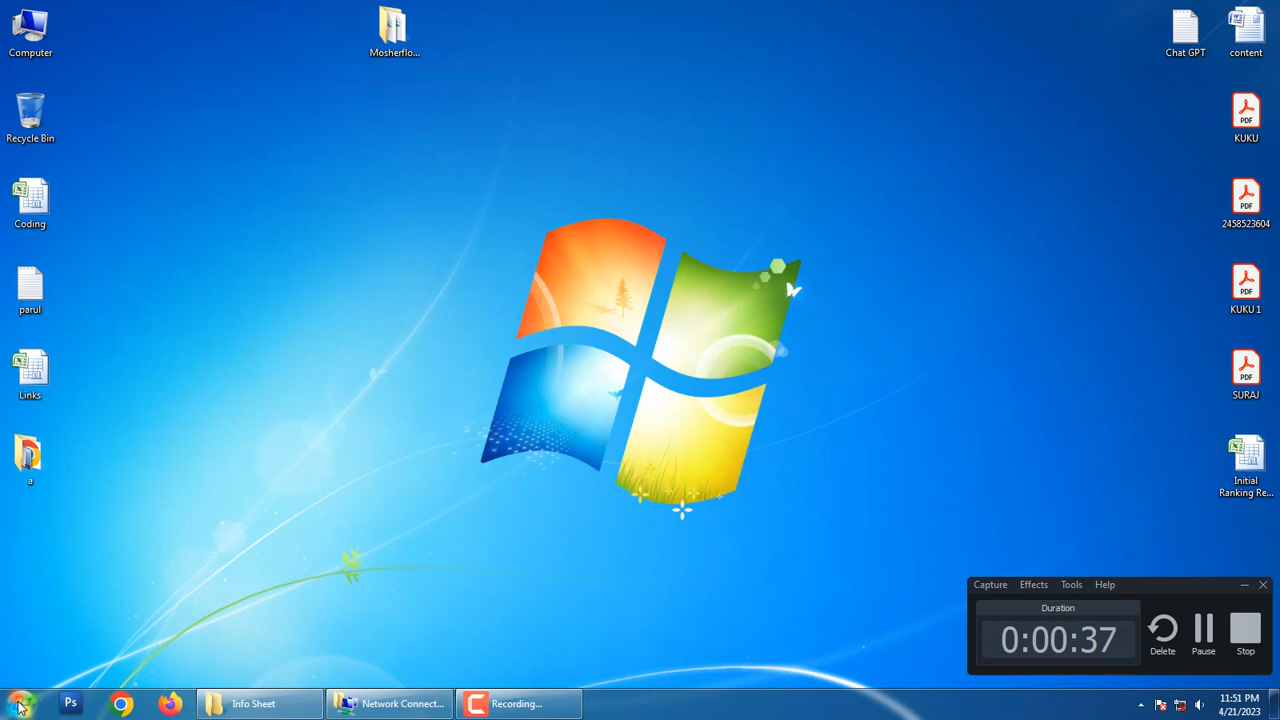 Computer
Mosherflo...
Chat GPT
content
Recycle Bin
KUKU
Coding
2458523604
parul
KUKU 1
Links
SURAJ
a
Initial
Ranking Re...
Capture Effects Tools Help
Duration
0:00:37
Delete
Pause
Stop
Ps
Info Sheet
Network Connect...
Recording...
11:51 PM
4/21/2023
PDF
PDF
PDF
PDF